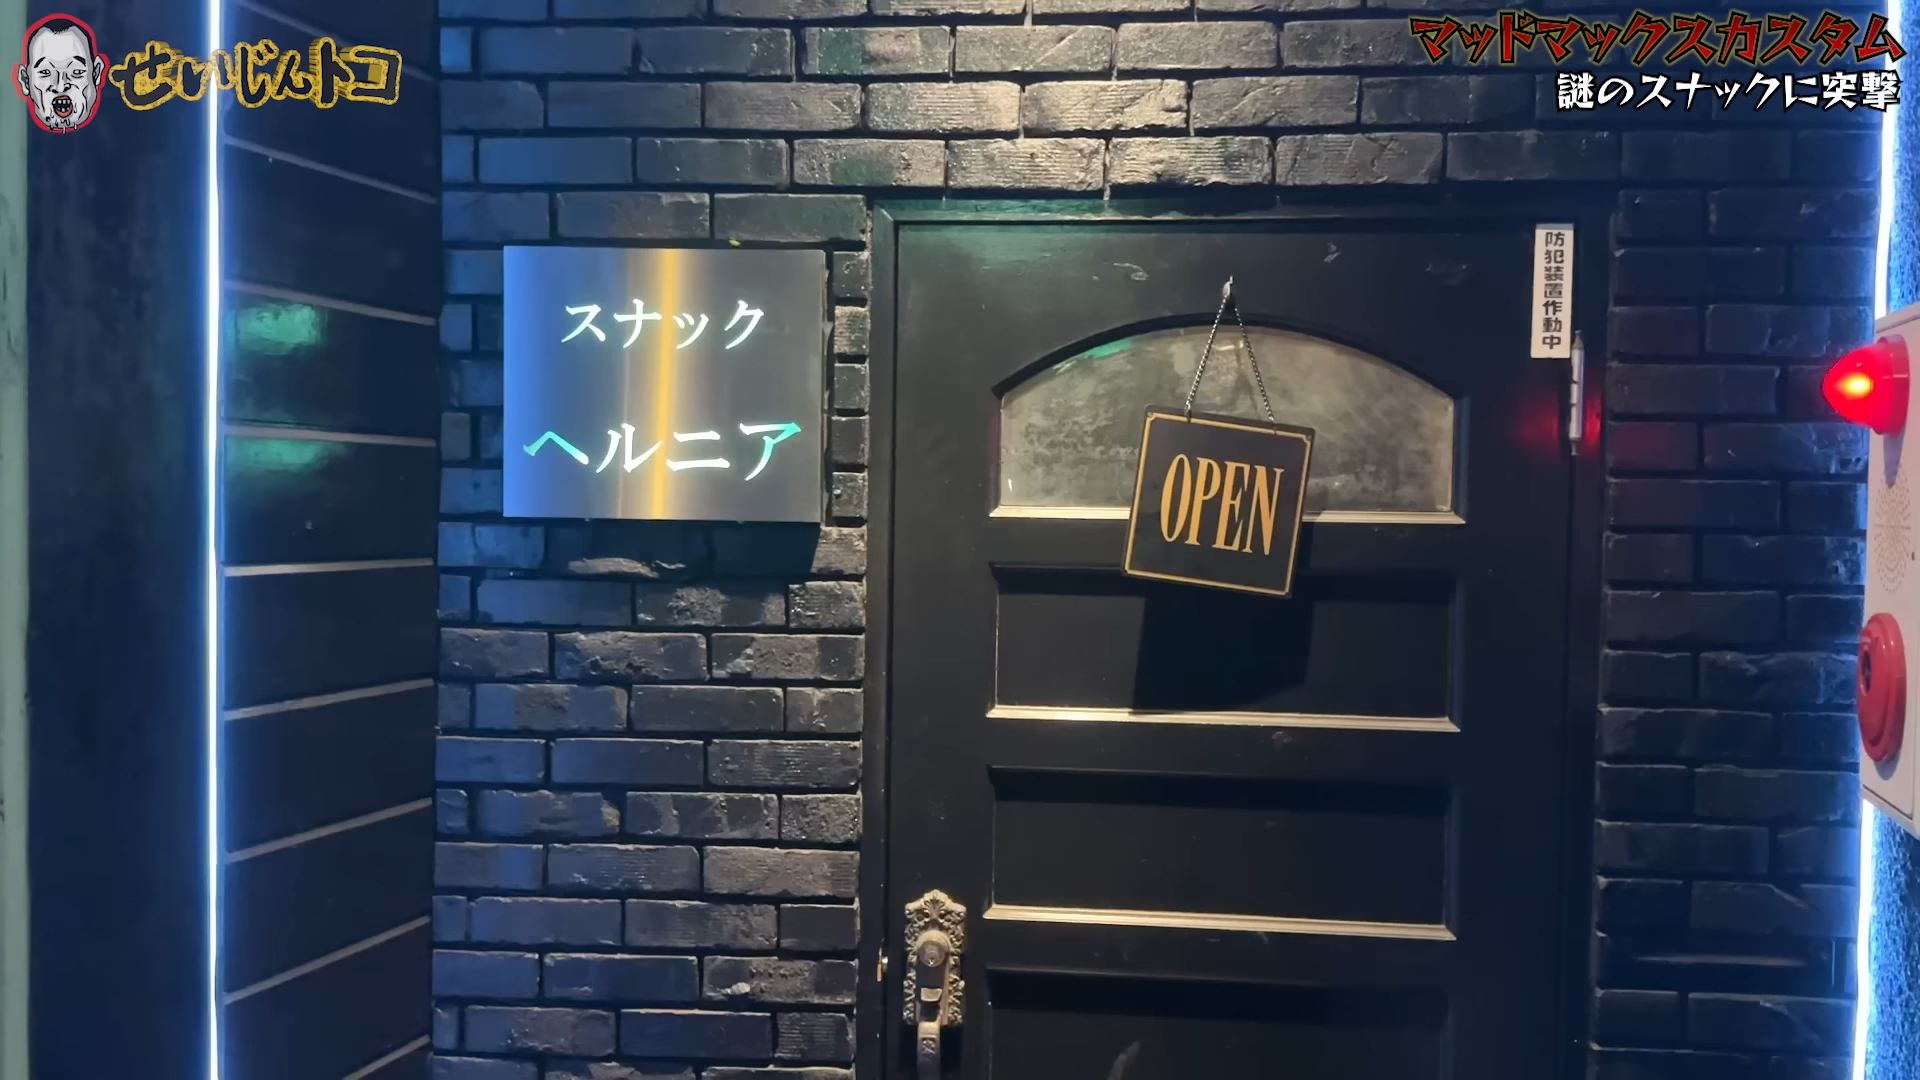 せいじんトコ
マッドマックスカスタム
謎のスナックに突撃
スナック
ヘルニア
OPEN
防犯装置作動中